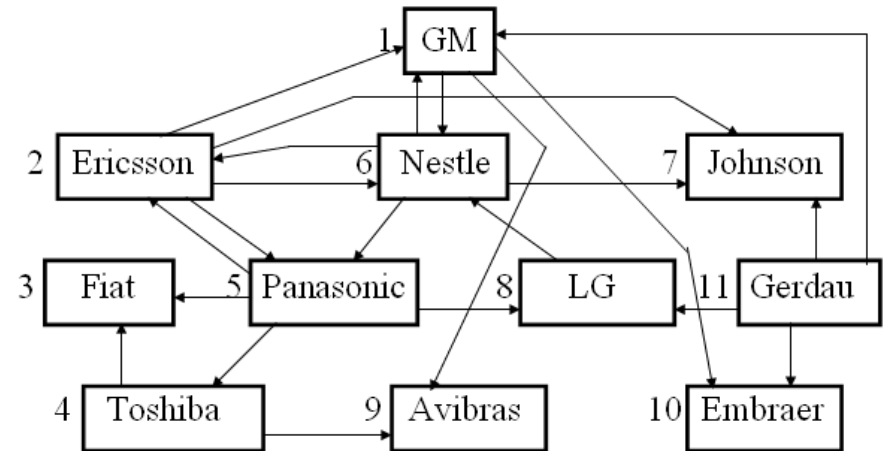 1 GM
2 Ericsson 6 Nestle 7 Johnson
3 Fiat 5 Panasonic 8 LG 11 Gerdau
4 Toshiba 9 Avibras 10 Embraer